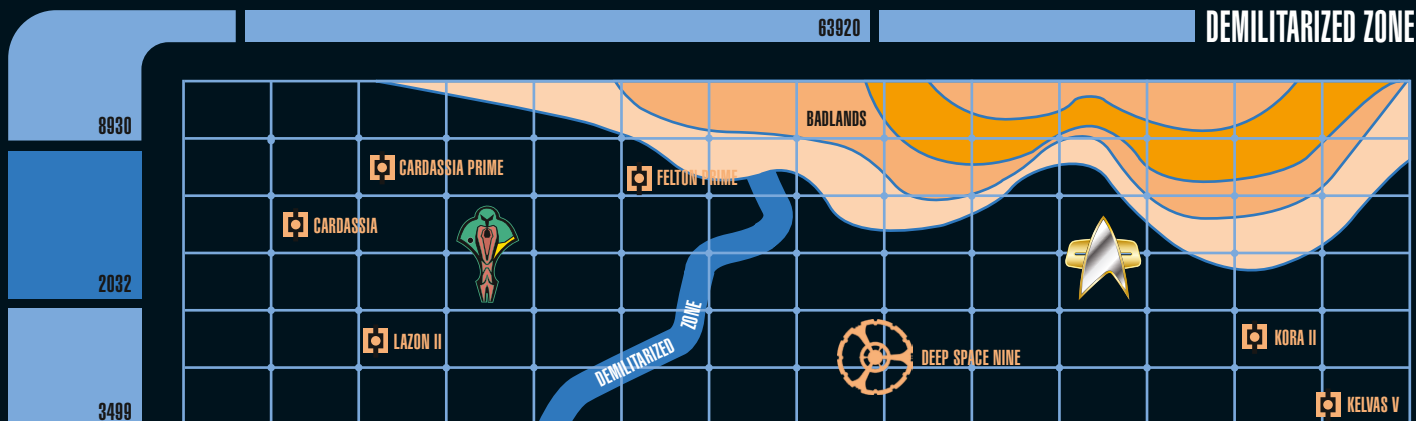 63920
DEMILITARIZED ZONE
8930
BADLANDS
CARDASSIA PRIME
FELTON PRIME
CARDASSIA
2032
DEMILITARIZED ZONE
LAZON II
KORA II
DEEP SPACE NINE
3499
KELVAS V